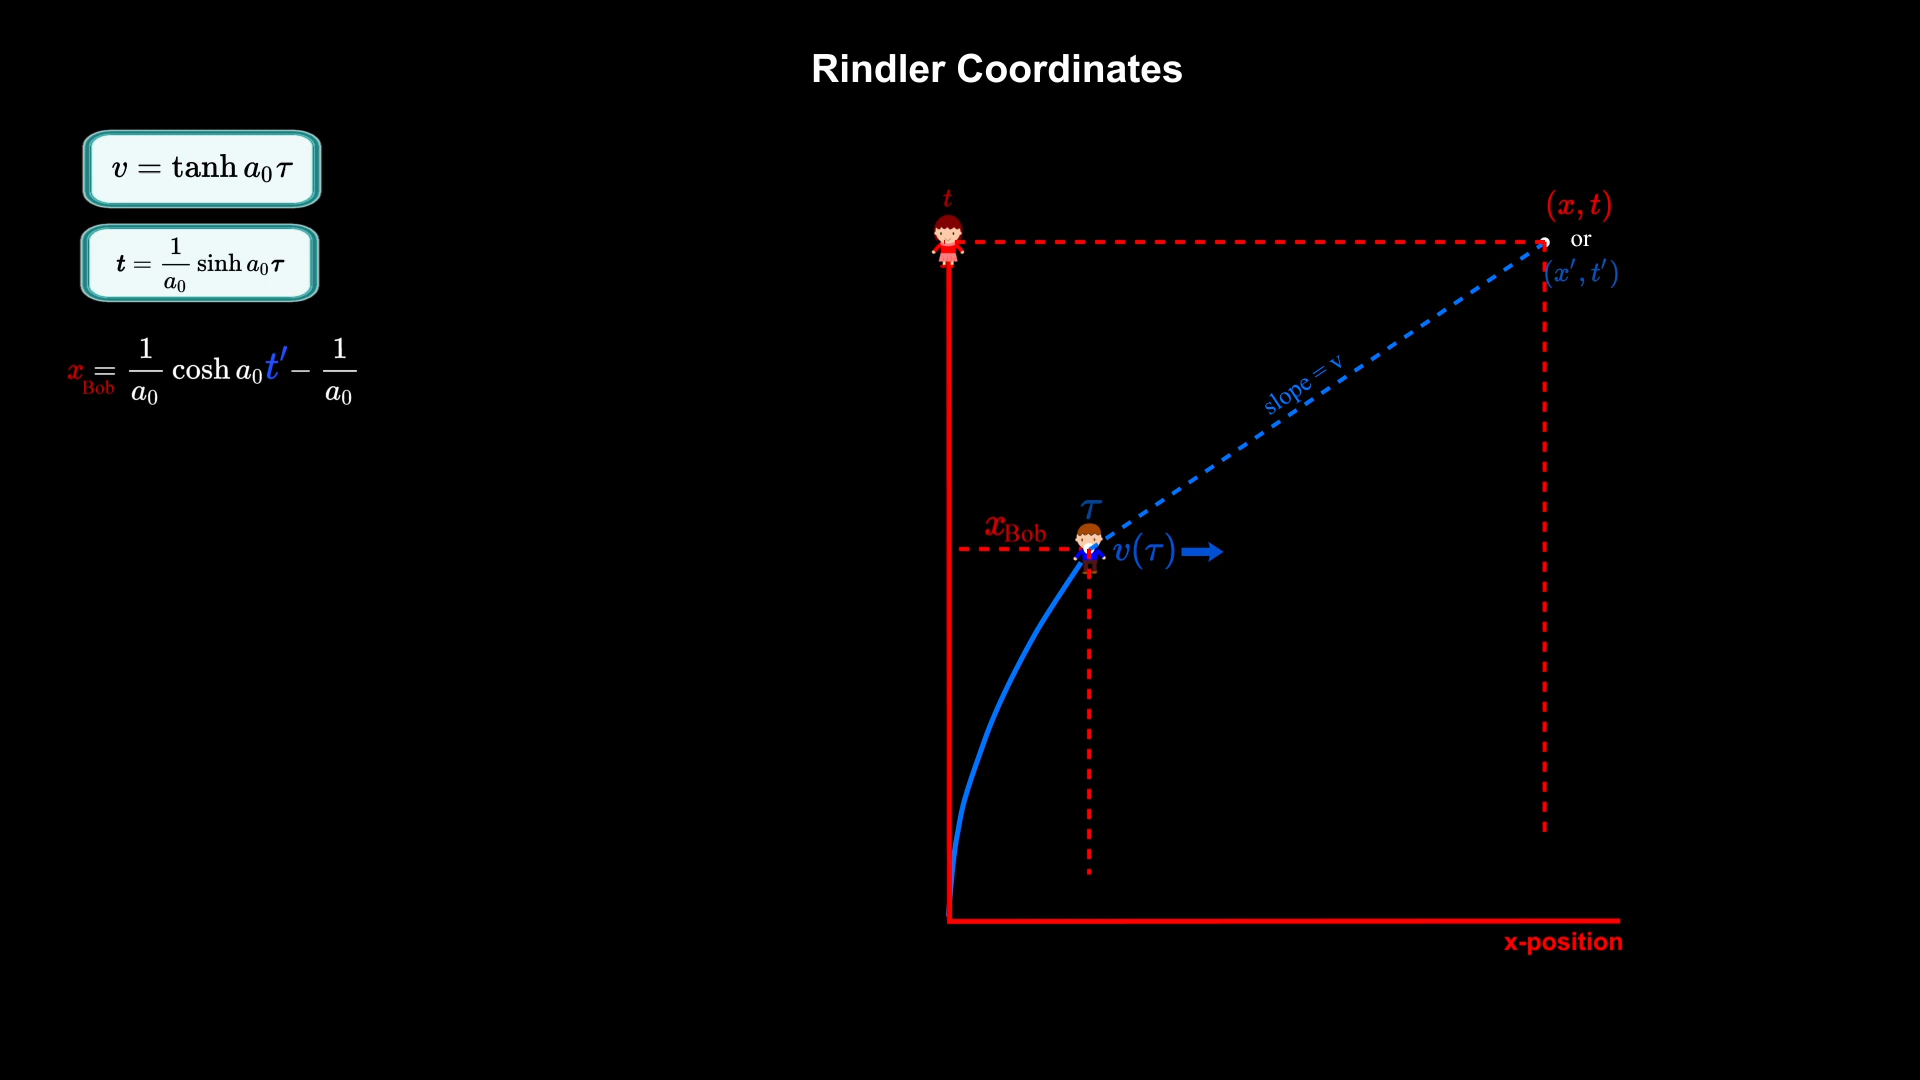 Rindler Coordinates
v = tanh a₀τ
t = 1/a₀ sinh a₀τ
x_Bob = 1/a₀ cosh a₀t′ − 1/a₀
t
(x, t)
or
(x′, t′)
slope = v
τ
x_Bob
v(τ)
x-position